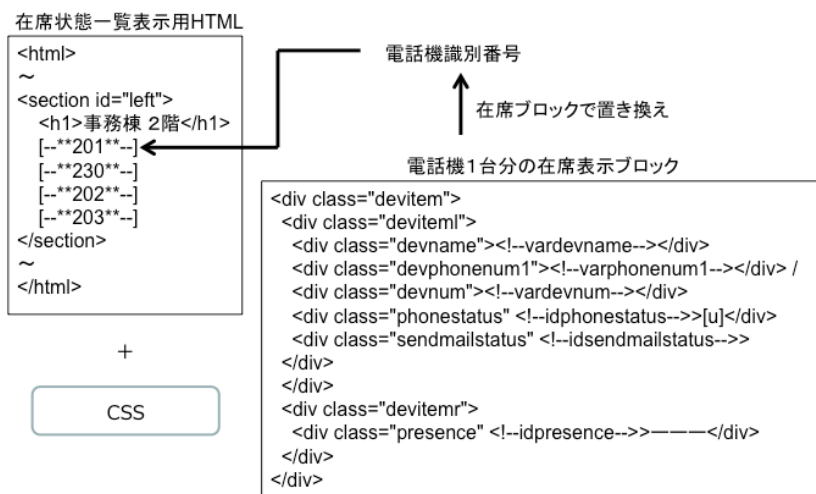 在席状態一覧表示用HTML
<html>
～
<section id="left">
<h1>事務棟 2階</h1>
[--**201**--]
[--**230**--]
[--**202**--]
[--**203**--]
</section>
～
</html>
+
CSS
電話機識別番号
在席ブロックで置き換え
電話機1台分の在席表示ブロック
<div class="devitem">
<div class="deviteml">
<div class="devname"><!--vardevname--></div>
<div class="devphonenum1"><!--varphonenum1--></div> /
<div class="devnum"><!--vardevnum--></div>
<div class="phonestatus" <!--idphonestatus-->>[u]</div>
<div class="sendmailstatus" <!--idsendmailstatus-->>
</div>
</div>
<div class="devitemr">
<div class="presence" <!--idpresence-->>ーーー</div>
</div>
</div>